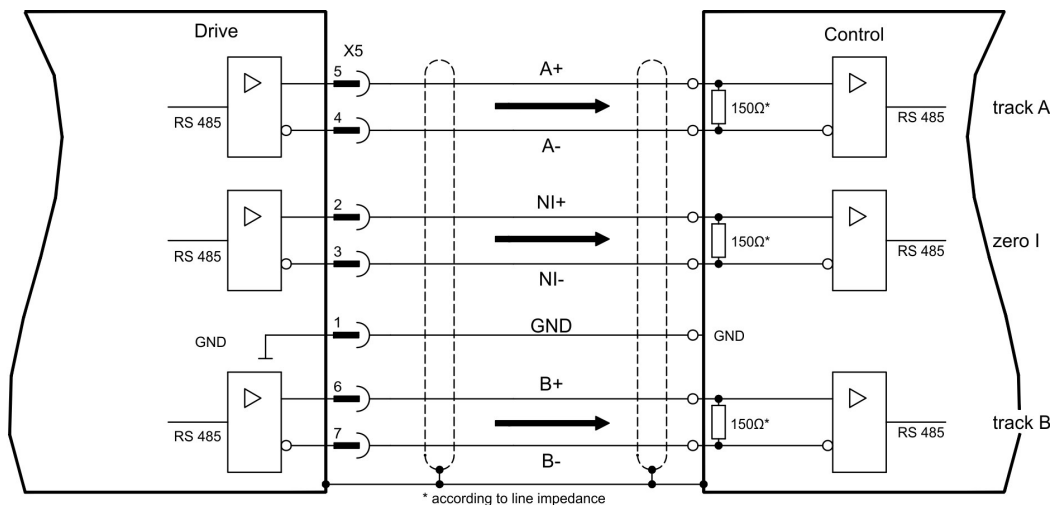 Drive
Control
X5
5
A+
150Ω*
RS 485
RS 485
track A
4
A-
2
NI+
150Ω*
RS 485
RS 485
zero I
3
NI-
1
GND
GND
GND
6
B+
150Ω*
RS 485
RS 485
track B
7
B-
* according to line impedance